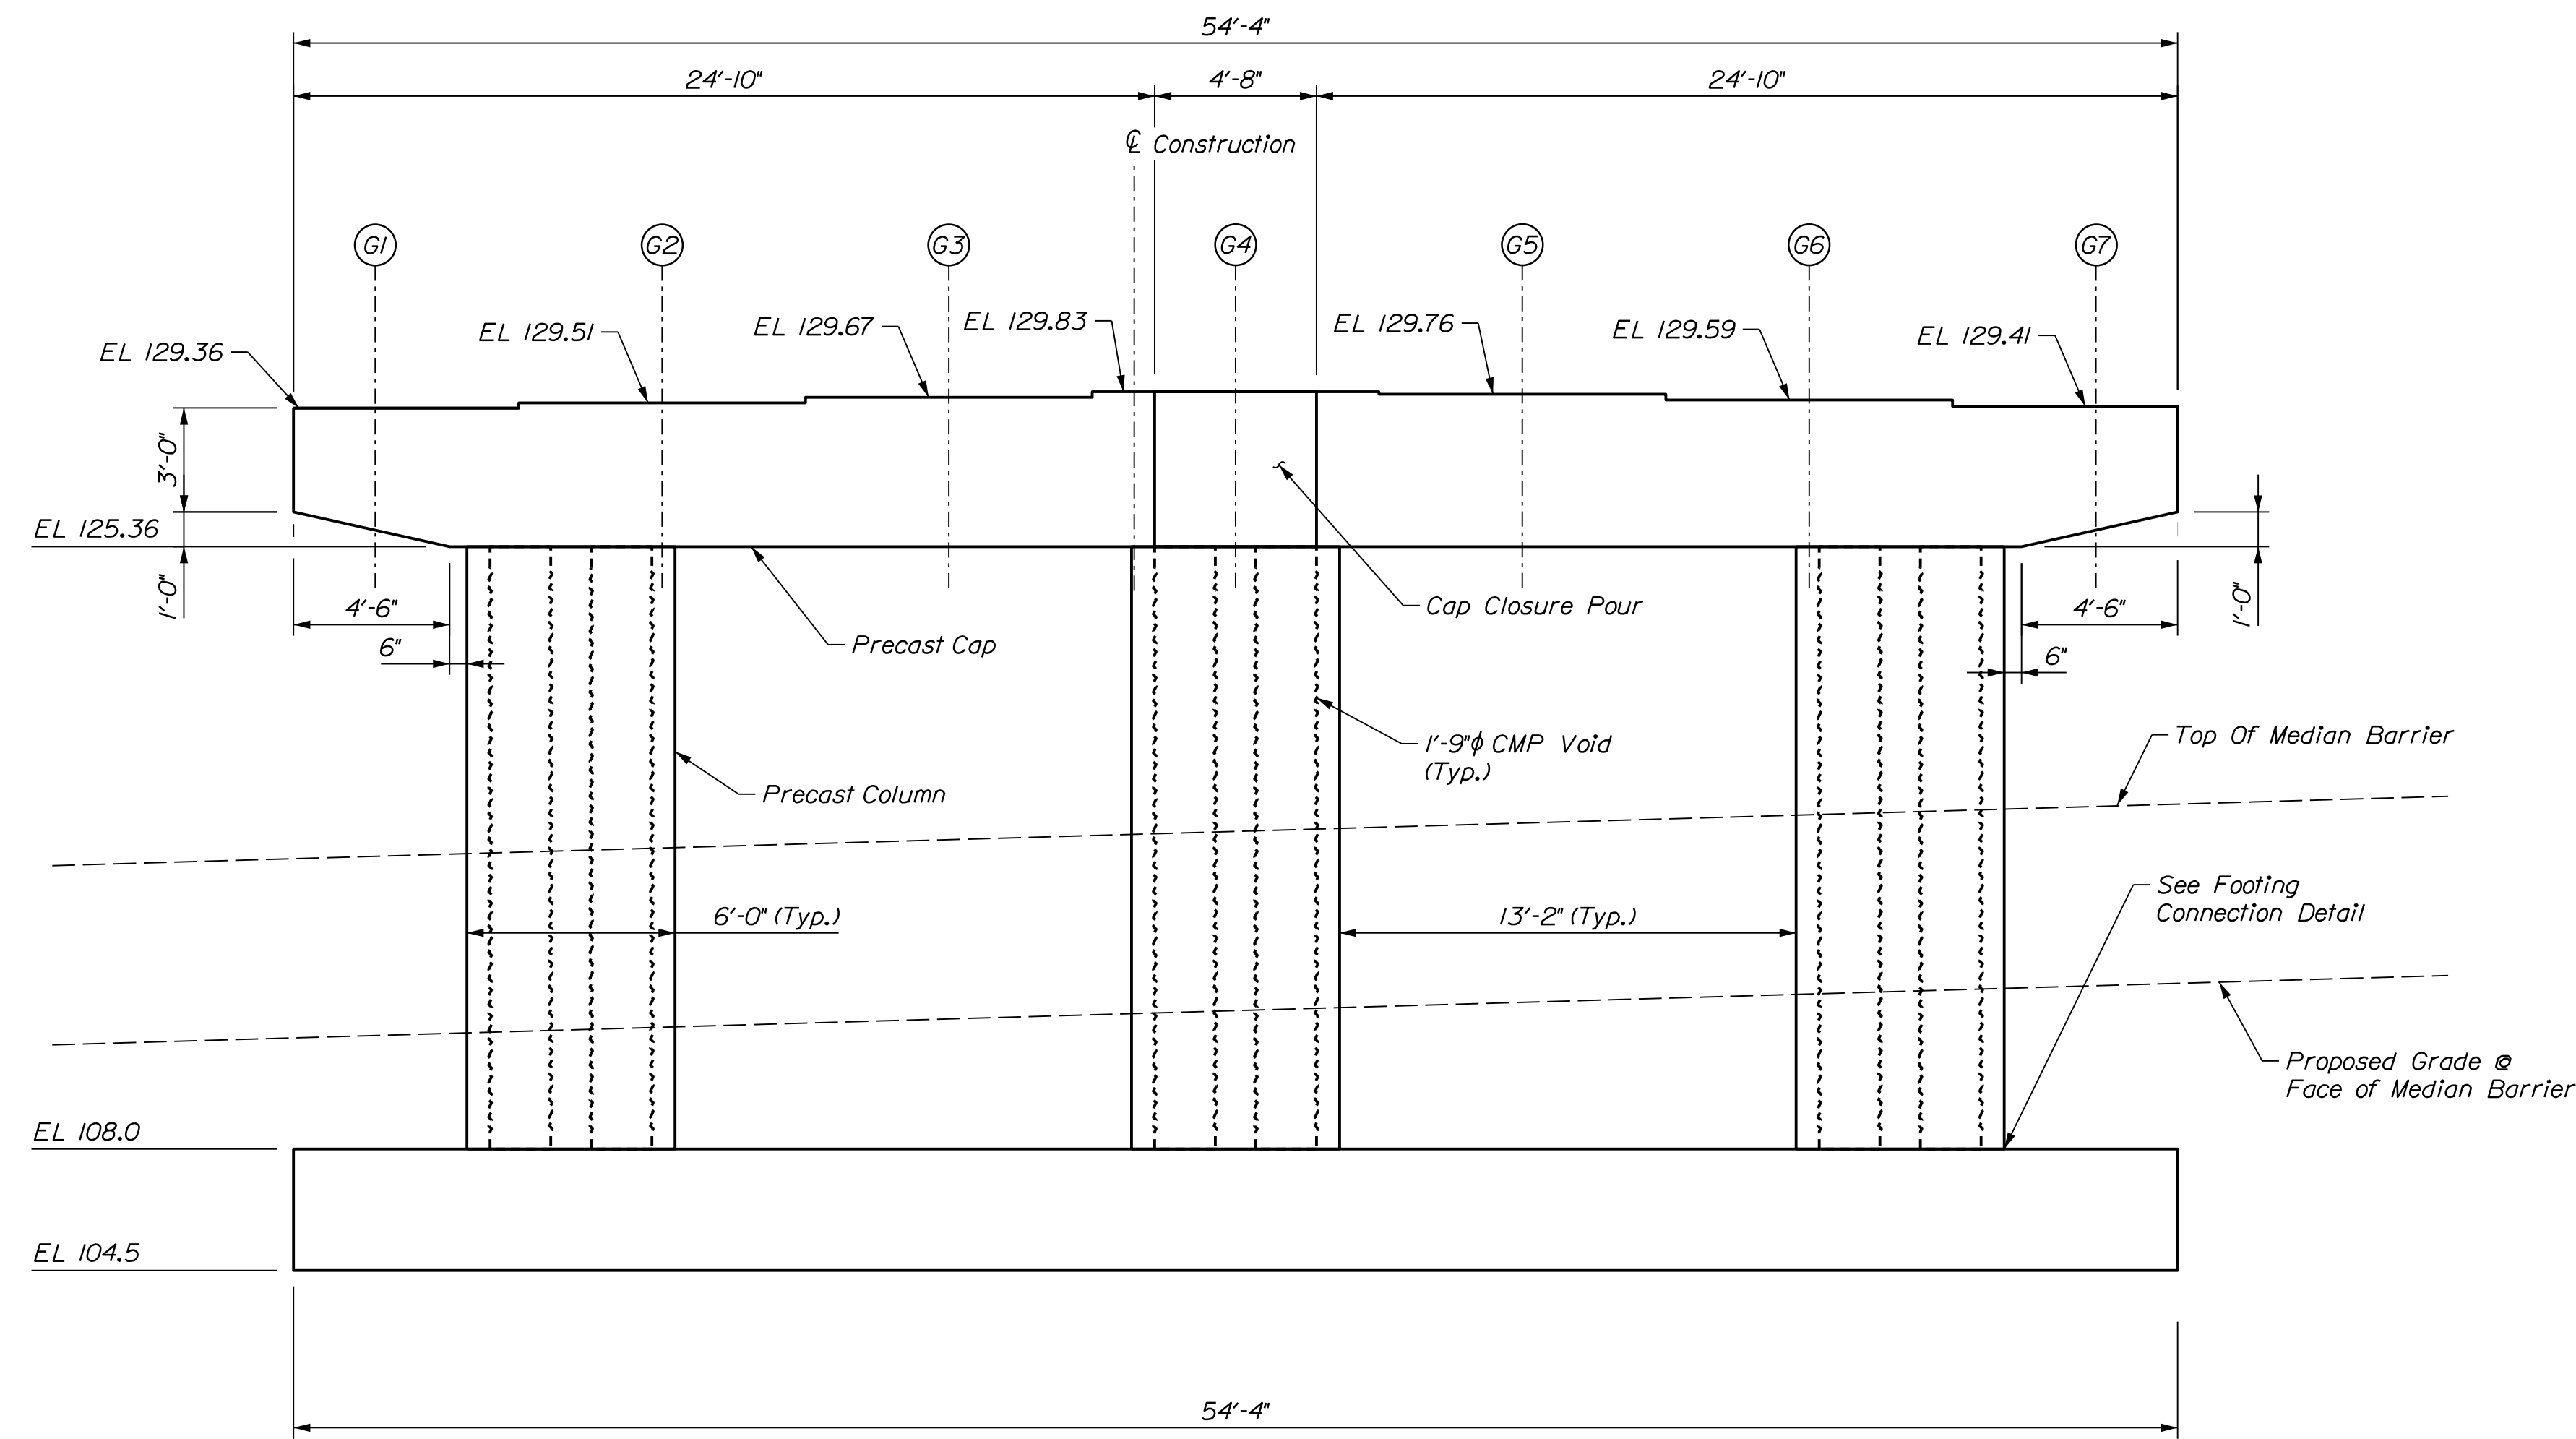 54'-4"
24'-10" 4'-8" 24'-10"
℄ Construction
G1 G2 G3 G4 G5 G6 G7
EL 129.36
EL 129.51
EL 129.67
EL 129.83
EL 129.76
EL 129.59
EL 129.41
3'-0"
EL 125.36
1'-0"
4'-6"
6"
Precast Cap
Cap Closure Pour
1'-0"
4'-6"
6"
1'-9"ϕ CMP Void
(Typ.)
Top Of Median Barrier
Precast Column
6'-0" (Typ.)
13'-2" (Typ.)
See Footing
Connection Detail
Proposed Grade @
Face of Median Barrier
EL 108.0
EL 104.5
54'-4"